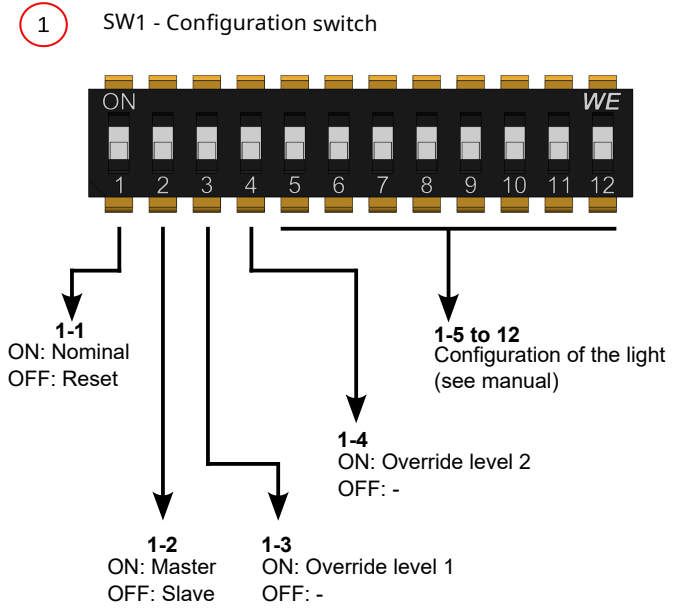 1
SW1 - Configuration switch
ON WE
1 2 3 4 5 6 7 8 9 10 11 12
1-1
ON: Nominal
OFF: Reset
1-5 to 12
Configuration of the light
(see manual)
1-4
ON: Override level 2
OFF: -
1-2
ON: Master
OFF: Slave
1-3
ON: Override level 1
OFF: -